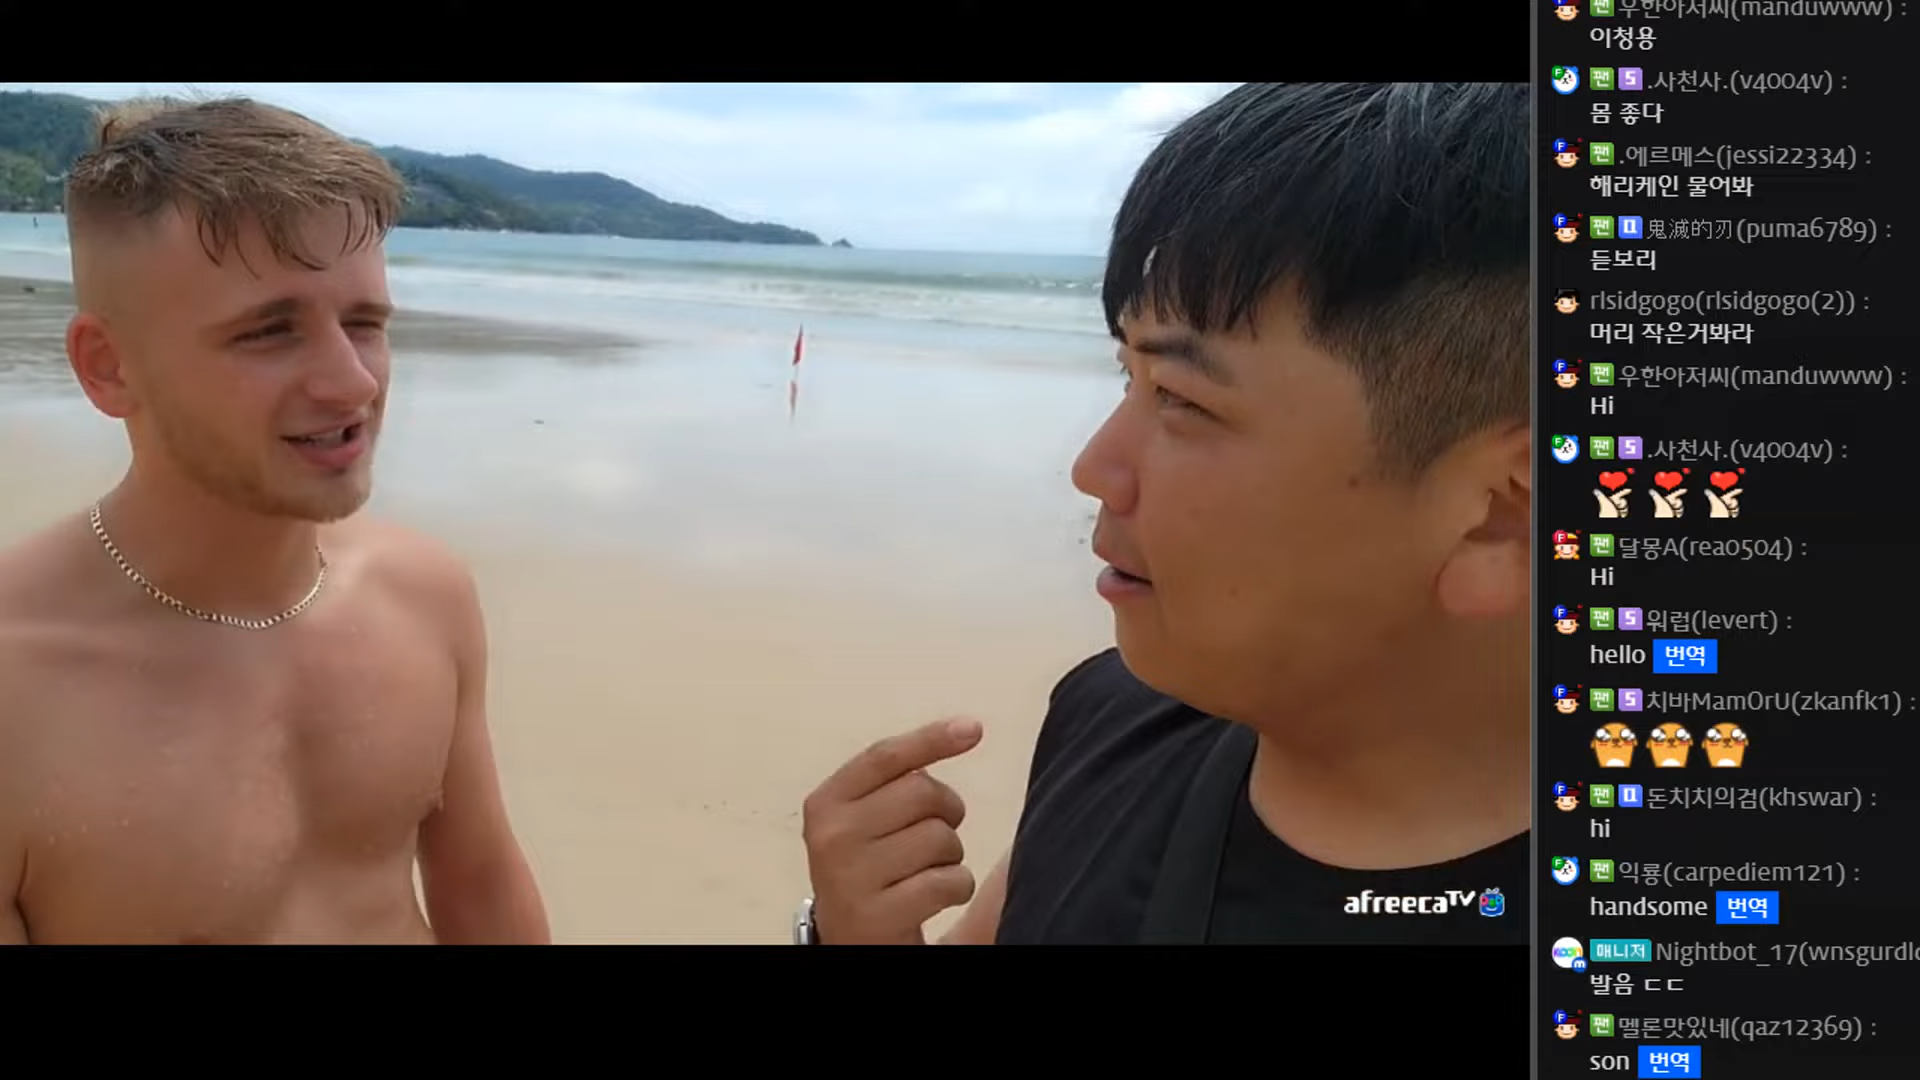 팬 우한아저씨(manduwww) :
이청용
팬 S .사천사.(v4004v) :
몸 좋다
팬 .에르메스(jessi22334) :
해리케인 물어봐
팬 Q 鬼滅的刃(puma6789) :
듣보리
rlsidgogo(rlsidgogo(2)) :
머리 작은거봐라
팬 우한아저씨(manduwww) :
Hi
팬 S .사천사.(v4004v) :
팬 달몽A(rea0504) :
Hi
팬 S 워럽(levert) :
hello 번역
팬 S 치바MamOrU(zkanfk1) :
팬 Q 돈치치의검(khswar) :
hi
팬 익룡(carpediem121) :
handsome 번역
매니저 Nightbot_17(wnsgurdlc
발음 ㄷㄷ
팬 멜론맛있네(qaz12369) :
son 번역
afreecaTV